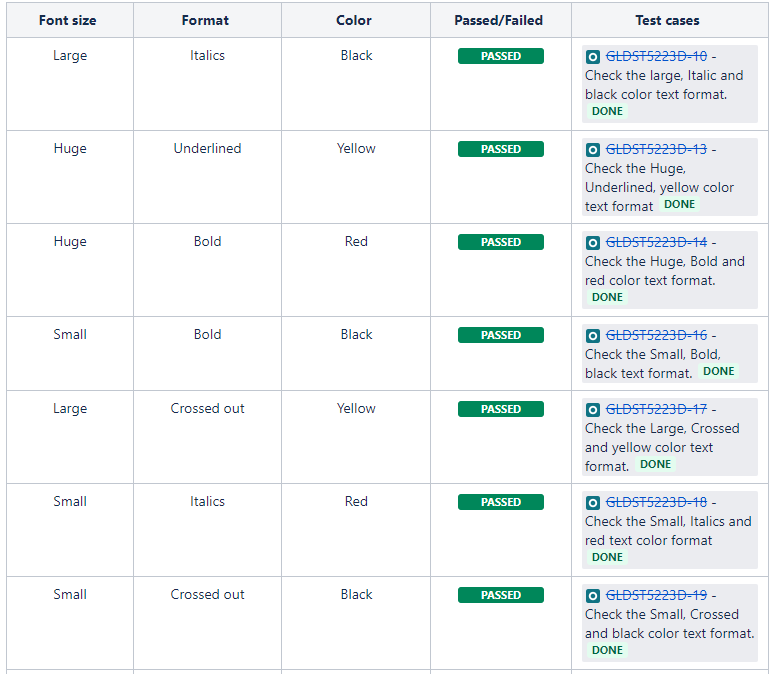 Font size Format Color Passed/Failed Test cases
Large Italics Black PASSED GLDST5223D-10 -
Check the large, Italic and
black color text format.
DONE
Huge Underlined Yellow PASSED GLDST5223D-13 -
Check the Huge,
Underlined, yellow color
text format DONE
Huge Bold Red PASSED GLDST5223D-14 -
Check the Huge, Bold and
red color text format.
DONE
Small Bold Black PASSED GLDST5223D-16 -
Check the Small, Bold,
black text format. DONE
Large Crossed out Yellow PASSED GLDST5223D-17 -
Check the Large, Crossed
and yellow color text
format. DONE
Small Italics Red PASSED GLDST5223D-18 -
Check the Small, Italics and
red text color format
DONE
Small Crossed out Black PASSED GLDST5223D-19 -
Check the Small, Crossed
and black color text format.
DONE